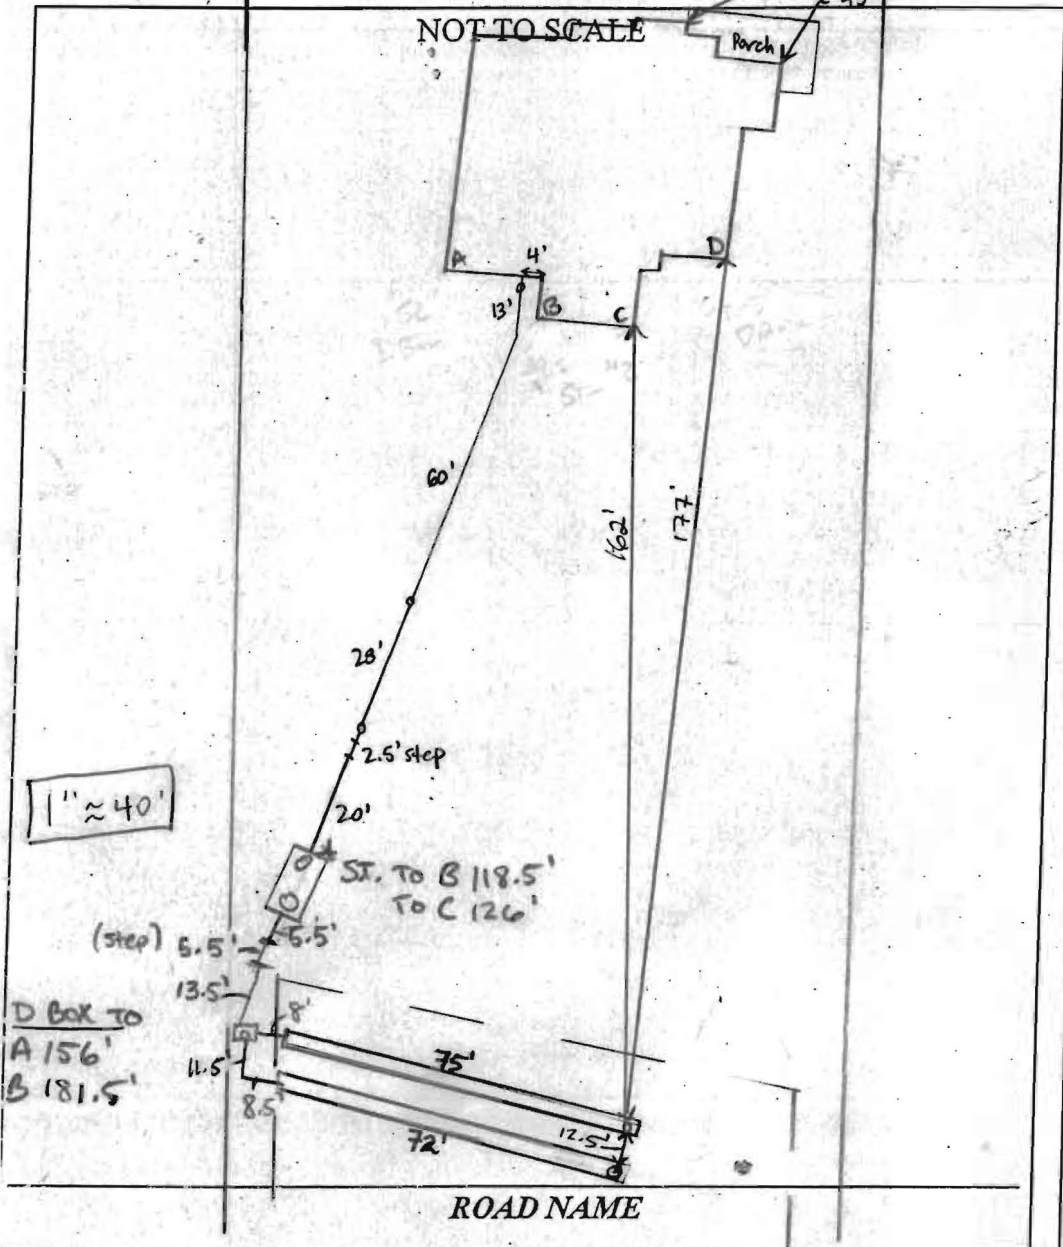 NOT TO SCALE
Porch
D
A
4'
13'
B
C
60'
162'
177'
28'
2.5' step
1" ≈ 40'
20'
S.T. TO B 118.5'
TO C 126'
(step) 5.5'
5.5'
13.5'
8'
D BOX TO
A 156'
B 181.5'
11.5'
75'
8.5'
12.5'
72'
ROAD NAME